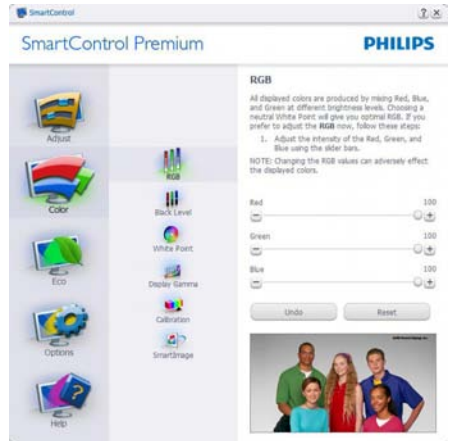 SmartControl
SmartControl Premium
PHILIPS
Adjust
Color
Eco
Options
Help
RGB
Black Level
White Point
Display Gamma
Calibration
SmartImage
RGB
All displayed colors are produced by mixing Red, Blue,
and Green at different brightness levels. Choosing a
neutral White Point will give you optimal RGB. If you
prefer to adjust the RGB now, follow these steps:
1. Adjust the intensity of the Red, Green, and
Blue using the slider bars.
NOTE: Changing the RGB values can adversely effect
the displayed colors.
Red 100
Green 100
Blue 100
Undo Reset